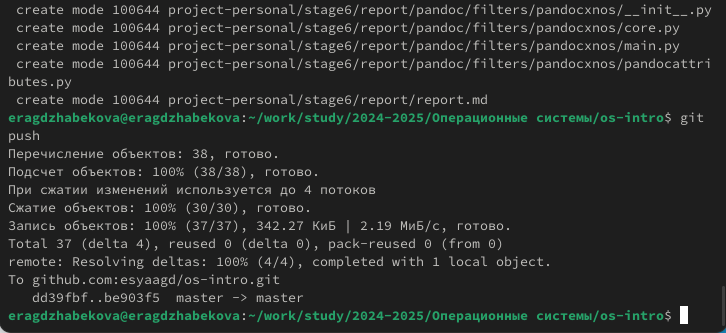 create mode 100644 project-personal/stage6/report/pandoc/filters/pandocxnos/__init__.py
 create mode 100644 project-personal/stage6/report/pandoc/filters/pandocxnos/core.py
 create mode 100644 project-personal/stage6/report/pandoc/filters/pandocxnos/main.py
 create mode 100644 project-personal/stage6/report/pandoc/filters/pandocxnos/pandocattri
butes.py
 create mode 100644 project-personal/stage6/report/report.md
eragdzhabekova@eragdzhabekova:~/work/study/2024-2025/Операционные системы/os-intro$ git
push
Перечисление объектов: 38, готово.
Подсчет объектов: 100% (38/38), готово.
При сжатии изменений используется до 4 потоков
Сжатие объектов: 100% (30/30), готово.
Запись объектов: 100% (37/37), 342.27 КиБ | 2.19 МиБ/с, готово.
Total 37 (delta 4), reused 0 (delta 0), pack-reused 0 (from 0)
remote: Resolving deltas: 100% (4/4), completed with 1 local object.
To github.com:esyaagd/os-intro.git
   dd39fbf..be903f5  master -> master
eragdzhabekova@eragdzhabekova:~/work/study/2024-2025/Операционные системы/os-intro$